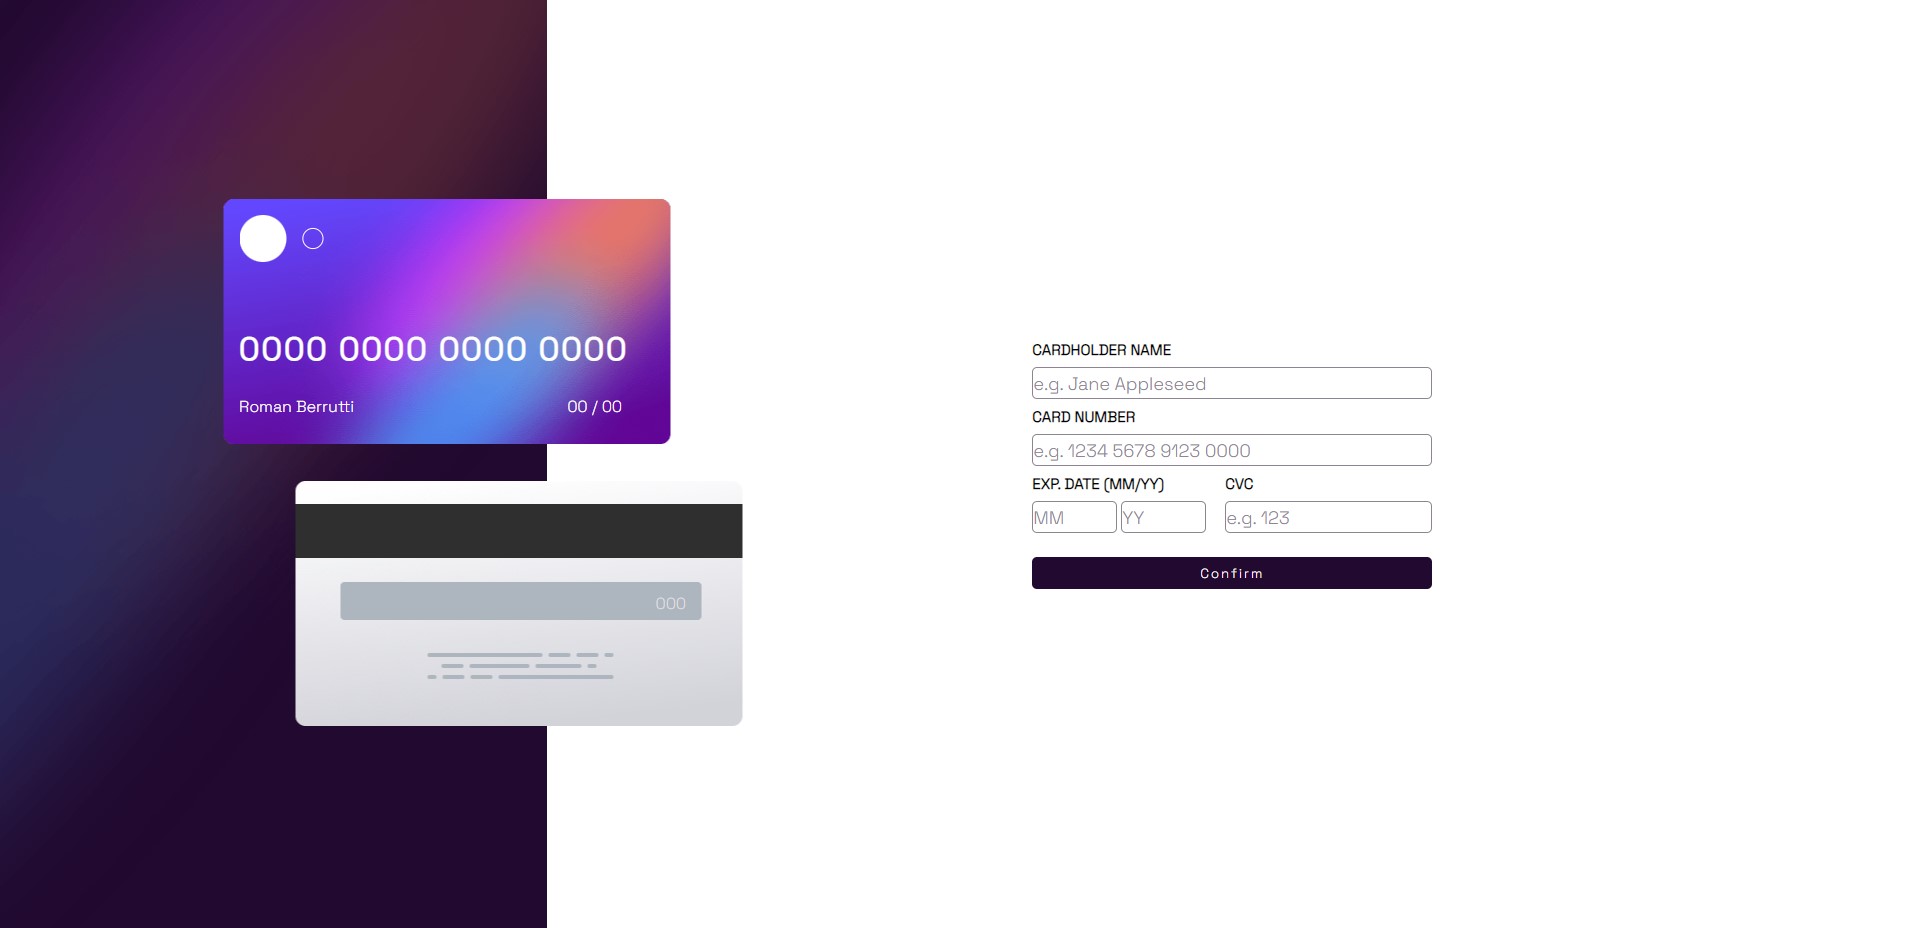 0000 0000 0000 0000
Roman Berrutti 00 / 00
000
CARDHOLDER NAME
e.g. Jane Appleseed
CARD NUMBER
e.g. 1234 5678 9123 0000
EXP. DATE (MM/YY) CVC
MM YY e.g. 123
Confirm